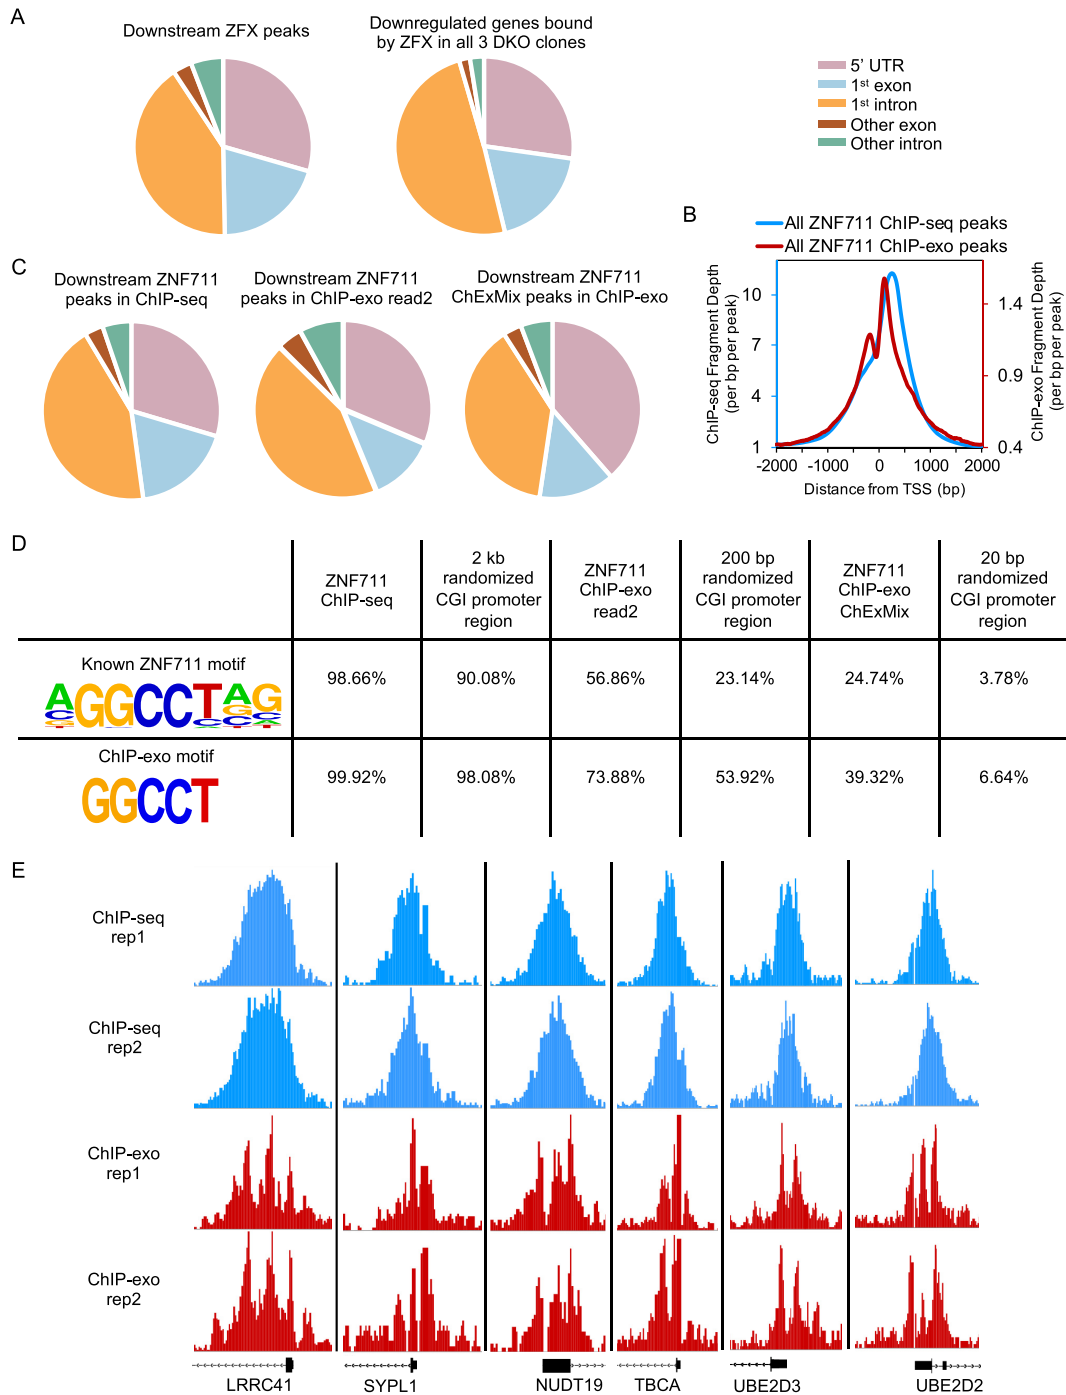 A
Downstream ZFX peaks
Downregulated genes bound
by ZFX in all 3 DKO clones
5' UTR
1st exon
1st intron
Other exon
Other intron
B
All ZNF711 ChIP-seq peaks
All ZNF711 ChIP-exo peaks
ChIP-seq Fragment Depth
(per bp per peak)
10
7
4
1
1.4
0.9
0.4
ChIP-exo Fragment Depth
(per bp per peak)
-2000 -1000 0 1000 2000
Distance from TSS (bp)
C
Downstream ZNF711
peaks in ChIP-seq
Downstream ZNF711
peaks in ChIP-exo read2
Downstream ZNF711
ChExMix peaks in ChIP-exo
D
ZNF711
ChIP-seq
2 kb
randomized
CGI promoter
region
ZNF711
ChIP-exo
read2
200 bp
randomized
CGI promoter
region
ZNF711
ChIP-exo
ChExMix
20 bp
randomized
CGI promoter
region
Known ZNF711 motif
AGGCCTAG
98.66% 90.08% 56.86% 23.14% 24.74% 3.78%
ChIP-exo motif
GGCCT
99.92% 98.08% 73.88% 53.92% 39.32% 6.64%
E
ChIP-seq
rep1
ChIP-seq
rep2
ChIP-exo
rep1
ChIP-exo
rep2
LRRC41 SYPL1 NUDT19 TBCA UBE2D3 UBE2D2